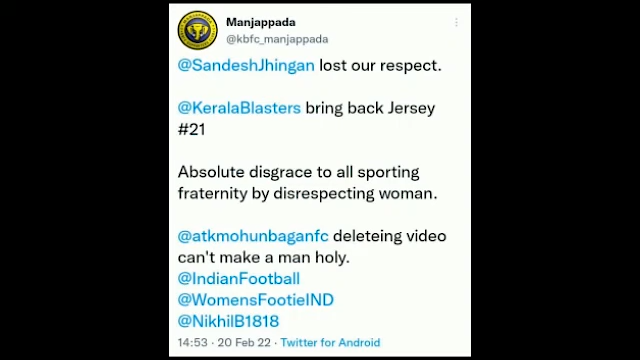 Manjappada
@kbfc_manjappada
@SandeshJhingan lost our respect.
@KeralaBlasters bring back Jersey
#21
Absolute disgrace to all sporting
fraternity by disrespecting woman.
@atkmohunbaganfc deleteing video
can't make a man holy.
@IndianFootball
@WomensFootieIND
@NikhilB1818
14:53 · 20 Feb 22 · Twitter for Android